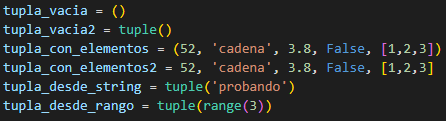 tupla_vacia = ()
tupla_vacia2 = tuple()
tupla_con_elementos = (52, 'cadena', 3.8, False, [1,2,3])
tupla_con_elementos2 = 52, 'cadena', 3.8, False, [1,2,3]
tupla_desde_string = tuple('probando')
tupla_desde_rango = tuple(range(3))